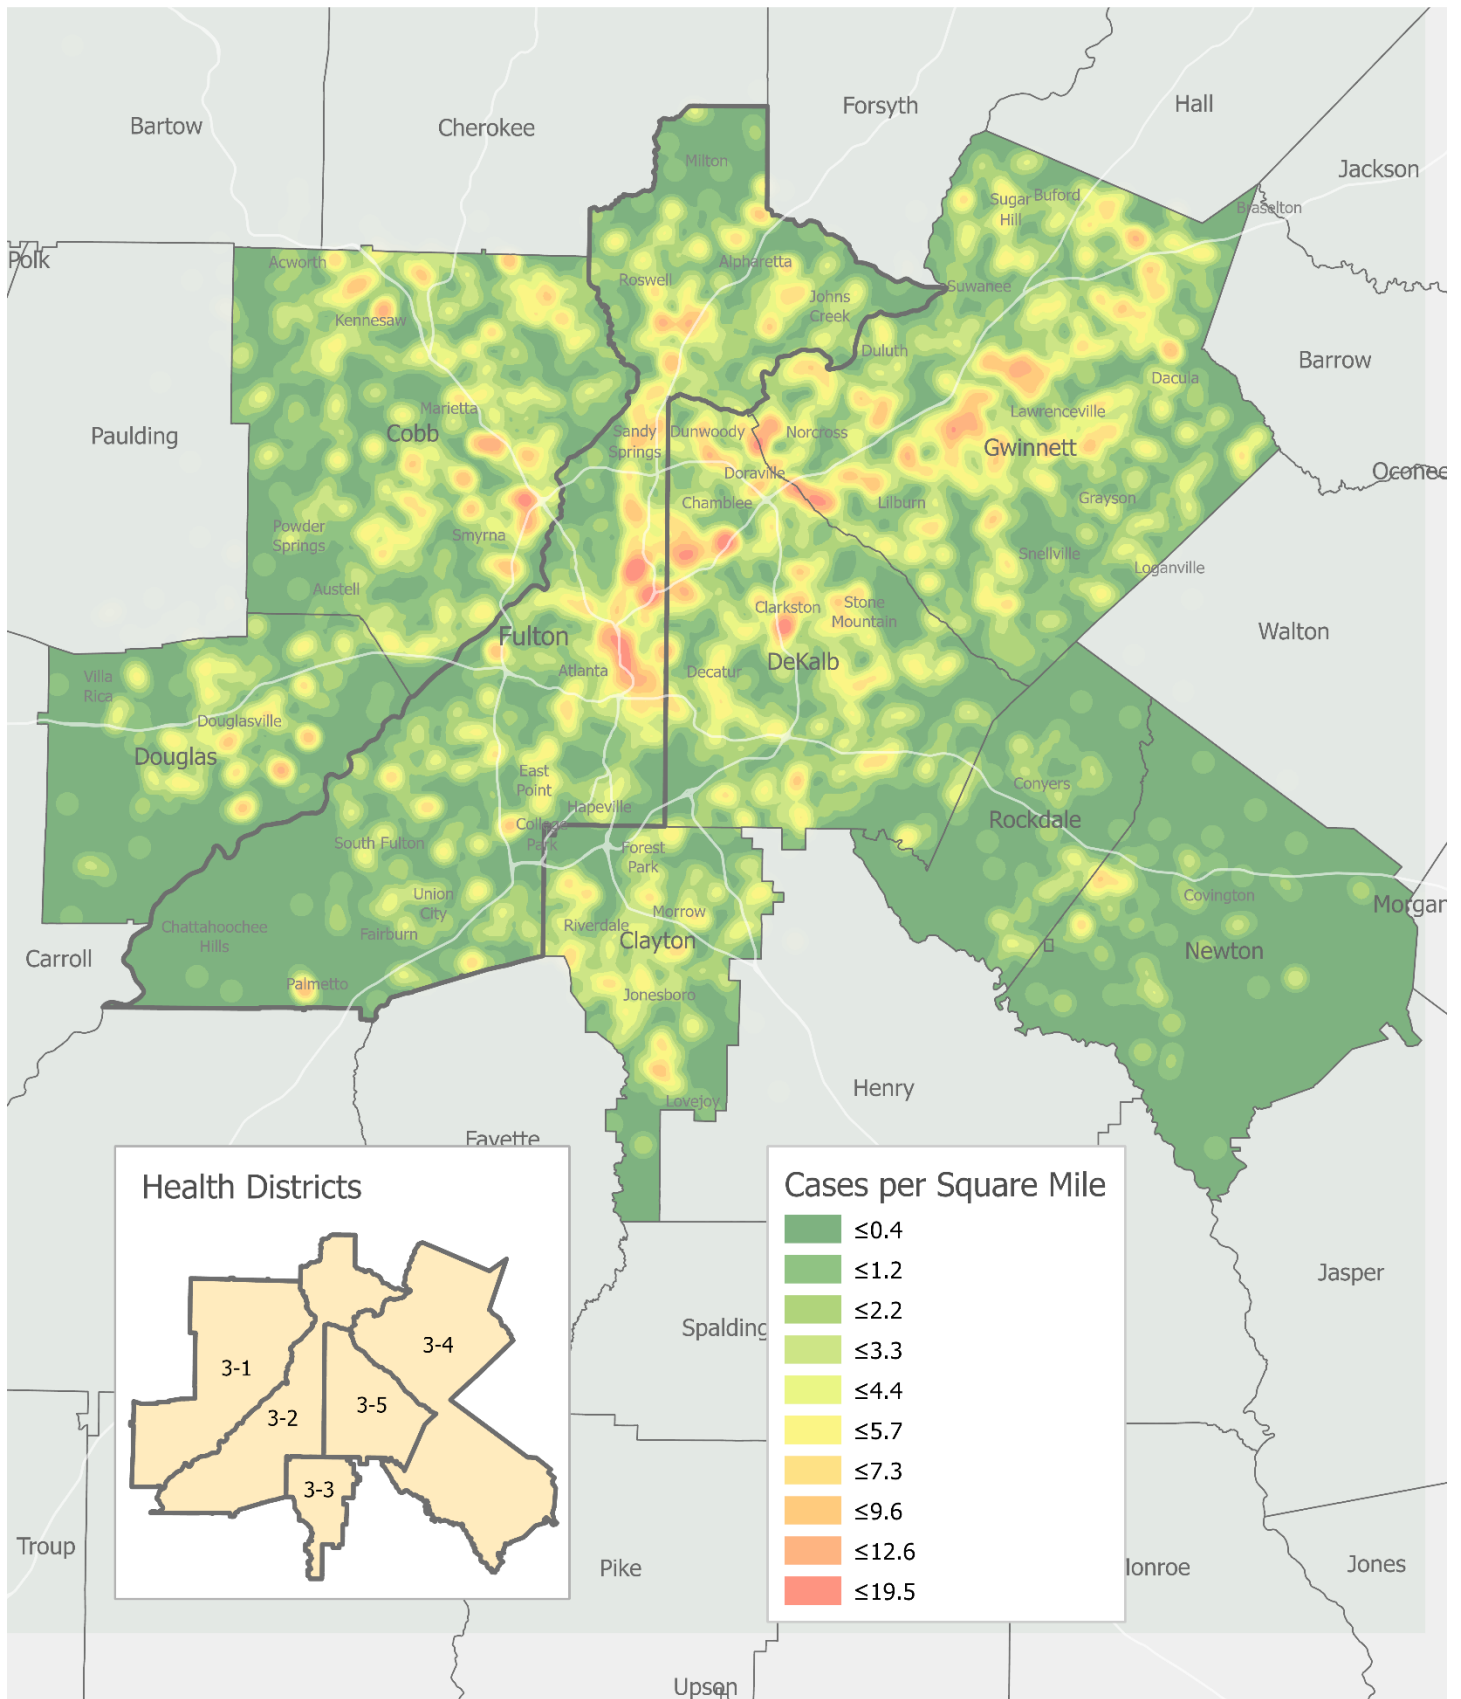 Forsyth
Hall
Bartow
Cherokee
Milton
Jackson
Sugar
Hill
Buford
Braselton
Polk
Acworth
Roswell
Alpharetta
Johns
Creek
Suwanee
Kennesaw
Duluth
Barrow
Dacula
Marietta
Lawrenceville
Paulding
Cobb
Sandy
Springs
Dunwoody
Norcross
Gwinnett
Doraville
Oconee
Chamblee
Lilburn
Grayson
Powder
Springs
Smyrna
Snellville
Loganville
Austell
Clarkston
Stone
Mountain
Walton
Fulton
Atlanta
Decatur
DeKalb
Villa
Rica
Douglasville
Douglas
East
Point
Conyers
Hapeville
Rockdale
College
Park
South Fulton
Forest
Park
Union
City
Covington
Morgan
Morrow
Riverdale
Chattahoochee
Hills
Fairburn
Clayton
Newton
Carroll
Palmetto
Jonesboro
Henry
Lovejoy
Fayette
Health Districts
3-1
3-2
3-3
3-4
3-5
Cases per Square Mile
≤0.4
≤1.2
≤2.2
≤3.3
≤4.4
≤5.7
≤7.3
≤9.6
≤12.6
≤19.5
Jasper
Spalding
Troup
Pike
lonroe
Jones
Upson